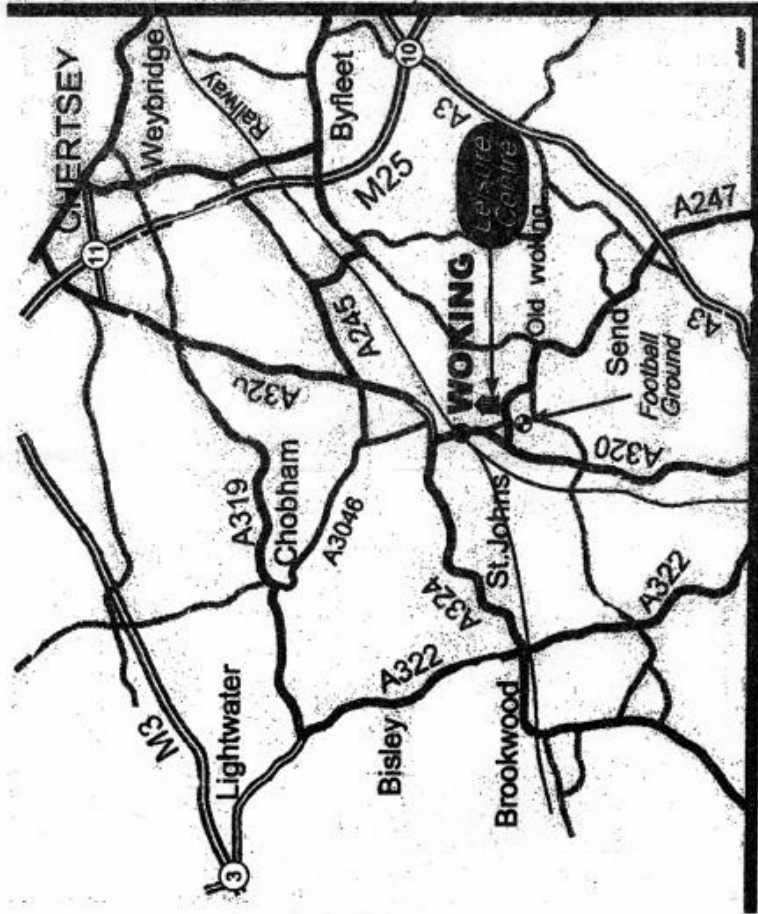 CHERTSEY
Weybridge
Railway
Byfleet
10
11
M25
A3
Leisure
Centre
A247
A320
A245
WOKING
Old woking
Send
A3
Football
Ground
A320
M3
A319
Chobham
A3046
St.Johns
A324
A322
A322
Lightwater
Bisley
Brookwood
3